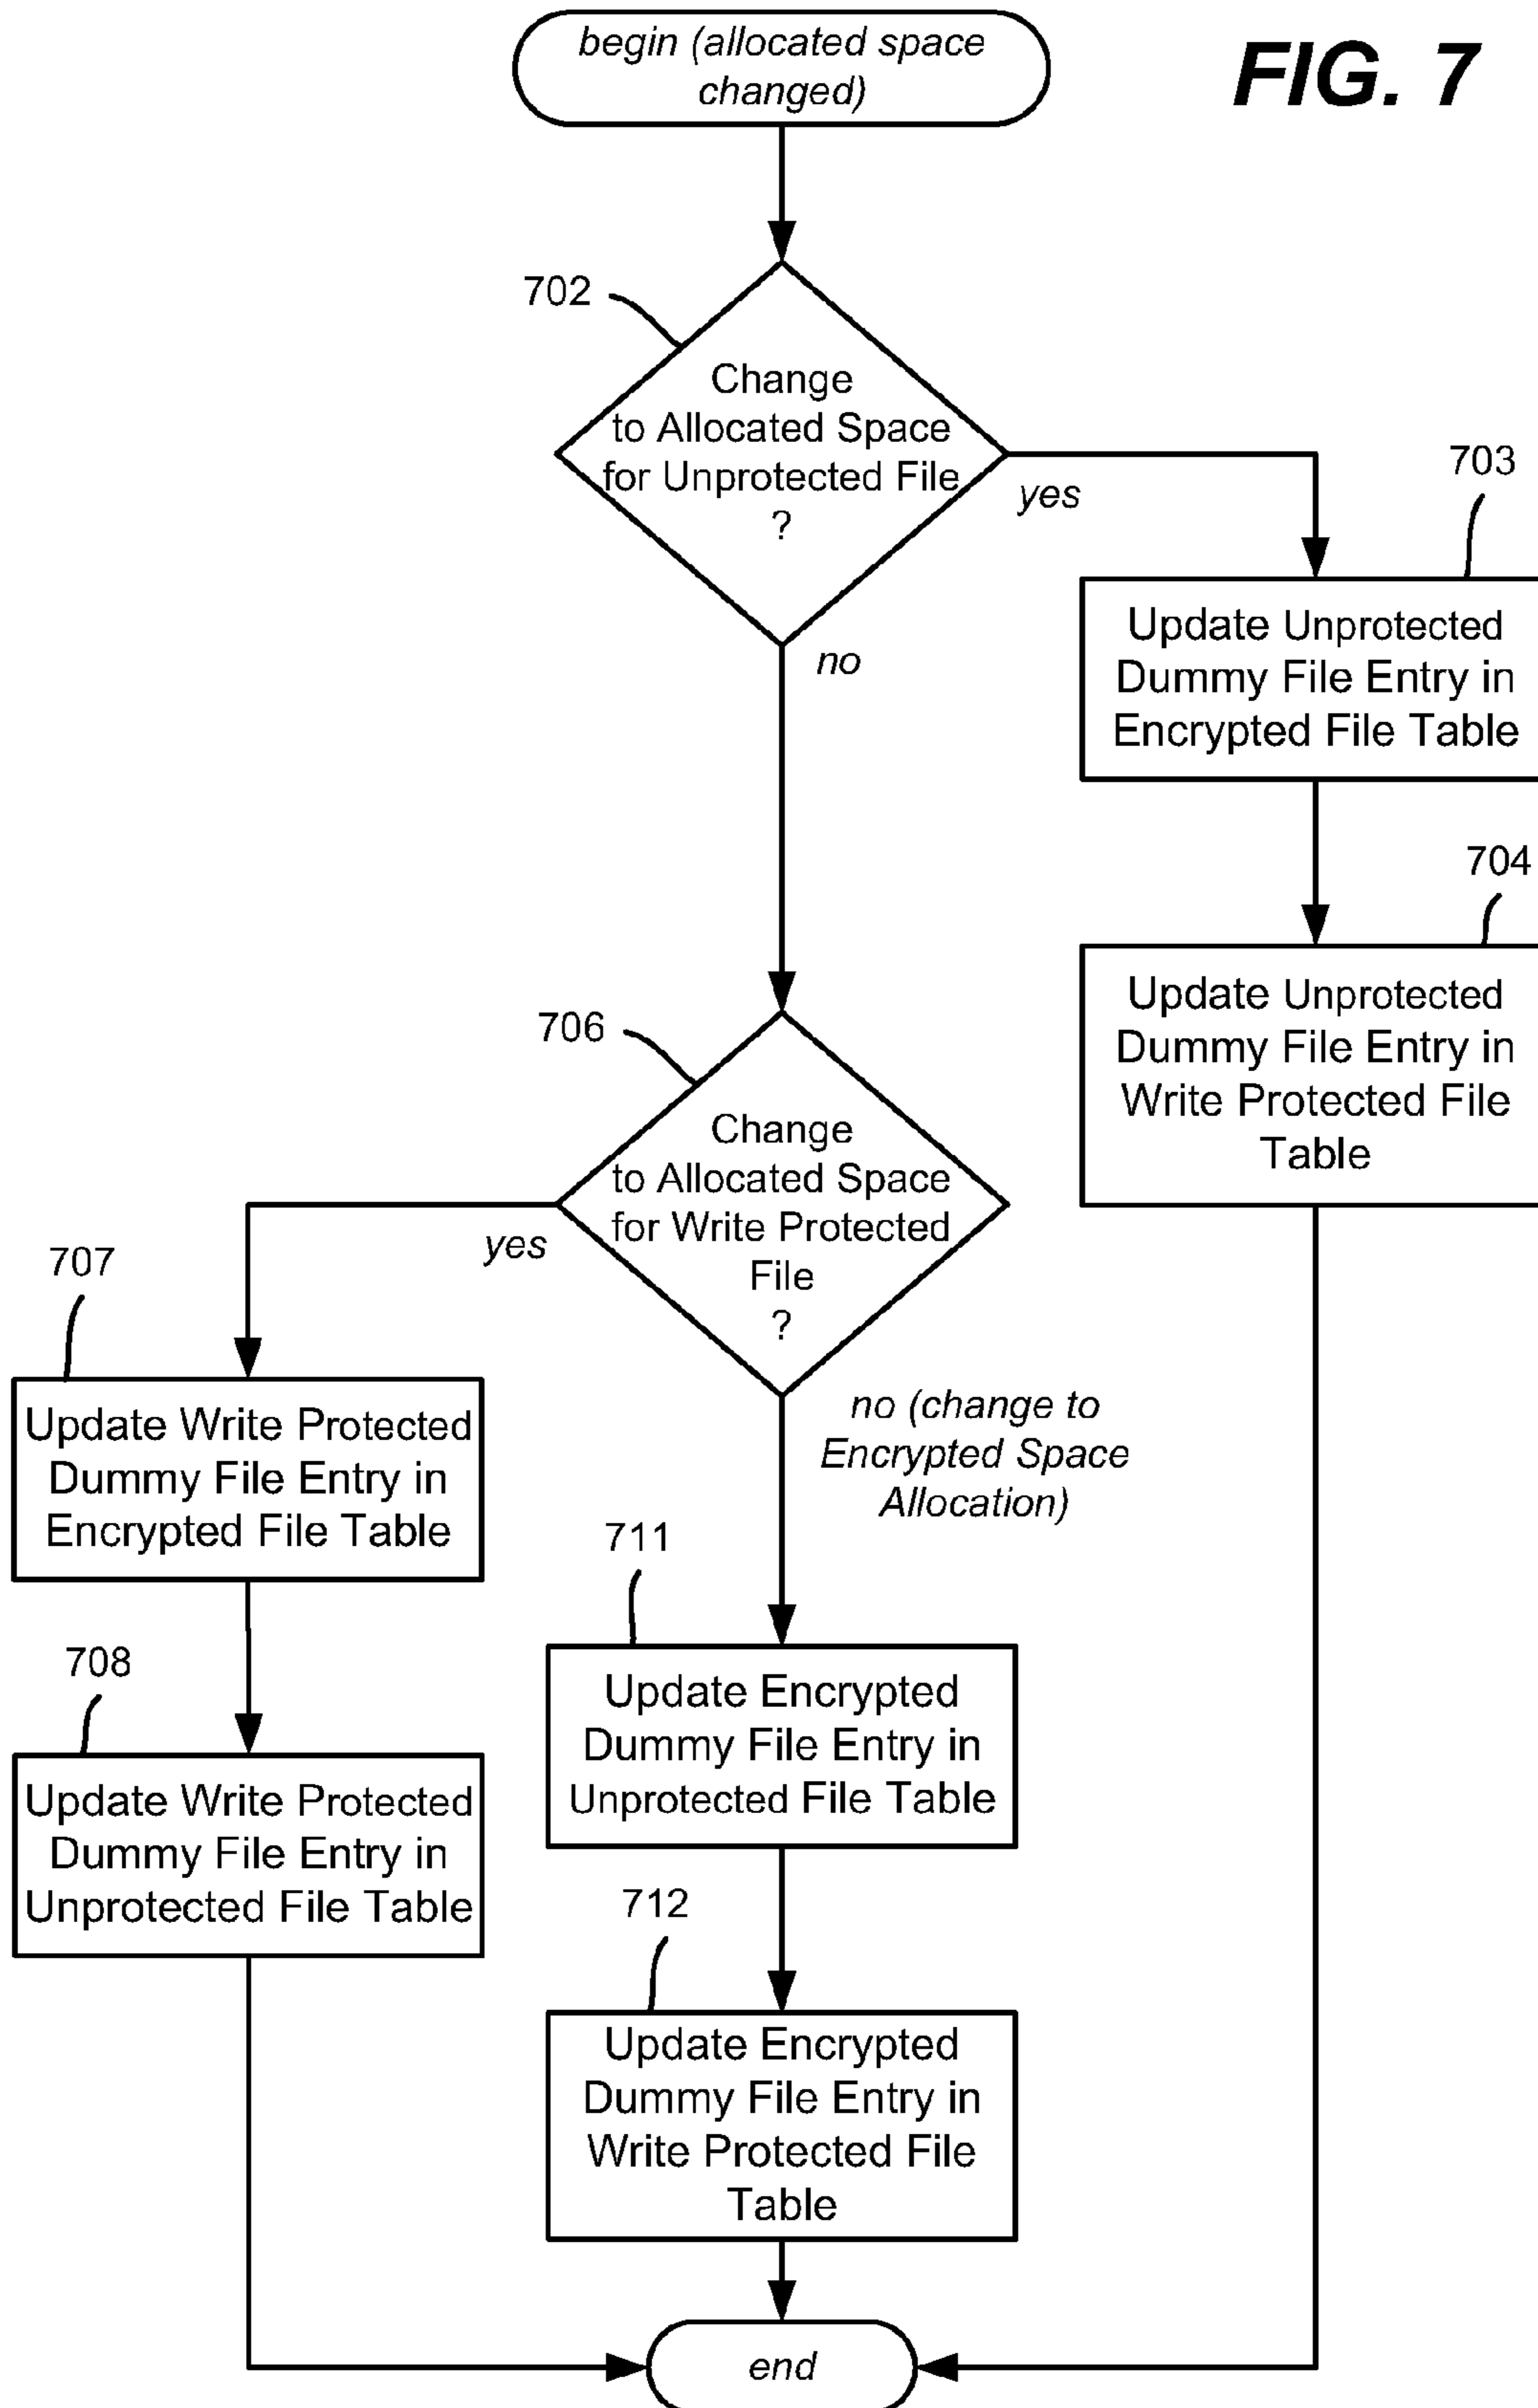 begin (allocated space
changed)
FIG. 7
702
Change
to Allocated Space
for Unprotected File
?
yes
no
703
Update Unprotected
Dummy File Entry in
Encrypted File Table
704
Update Unprotected
Dummy File Entry in
Write Protected File
Table
706
Change
to Allocated Space
for Write Protected
File
?
yes
no (change to
Encrypted Space
Allocation)
707
Update Write Protected
Dummy File Entry in
Encrypted File Table
708
Update Write Protected
Dummy File Entry in
Unprotected File Table
711
Update Encrypted
Dummy File Entry in
Unprotected File Table
712
Update Encrypted
Dummy File Entry in
Write Protected File
Table
end